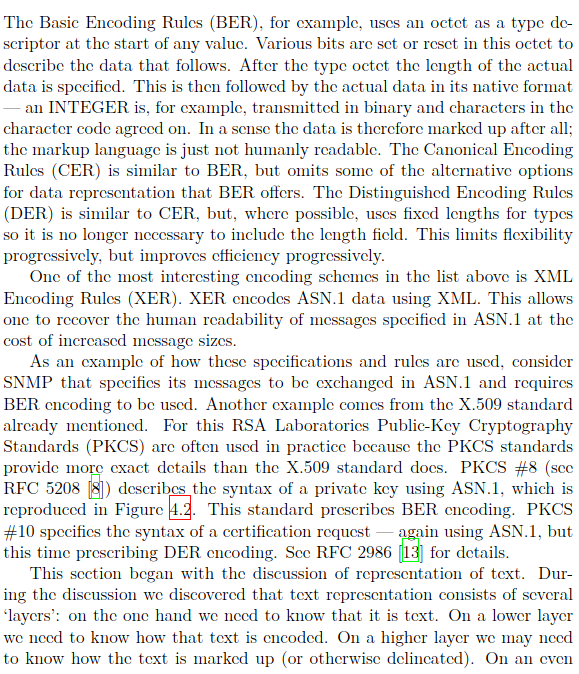 The Basic Encoding Rules (BER), for example, uses an octet as a type de-
scriptor at the start of any value. Various bits are set or reset in this octet to
describe the data that follows. After the type octet the length of the actual
data is specified. This is then followed by the actual data in its native format
— an INTEGER is, for example, transmitted in binary and characters in the
character code agreed on. In a sense the data is therefore marked up after all;
the markup language is just not humanly readable. The Canonical Encoding
Rules (CER) is similar to BER, but omits some of the alternative options
for data representation that BER offers. The Distinguished Encoding Rules
(DER) is similar to CER, but, where possible, uses fixed lengths for types
so it is no longer necessary to include the length field. This limits flexibility
progressively, but improves efficiency progressively.
One of the most interesting encoding schemes in the list above is XML
Encoding Rules (XER). XER encodes ASN.1 data using XML. This allows
one to recover the human readability of messages specified in ASN.1 at the
cost of increased message sizes.
As an example of how these specifications and rules are used, consider
SNMP that specifies its messages to be exchanged in ASN.1 and requires
BER encoding to be used. Another example comes from the X.509 standard
already mentioned. For this RSA Laboratories Public-Key Cryptography
Standards (PKCS) are often used in practice because the PKCS standards
provide more exact details than the X.509 standard does. PKCS #8 (see
RFC 5208 [8]) describes the syntax of a private key using ASN.1, which is
reproduced in Figure 4.2. This standard prescribes BER encoding. PKCS
#10 specifies the syntax of a certification request — again using ASN.1, but
this time prescribing DER encoding. See RFC 2986 [13] for details.
This section began with the discussion of representation of text. Dur-
ing the discussion we discovered that text representation consists of several
‘layers’: on the one hand we need to know that it is text. On a lower layer
we need to know how that text is encoded. On a higher layer we may need
to know how the text is marked up (or otherwise delineated). On an even